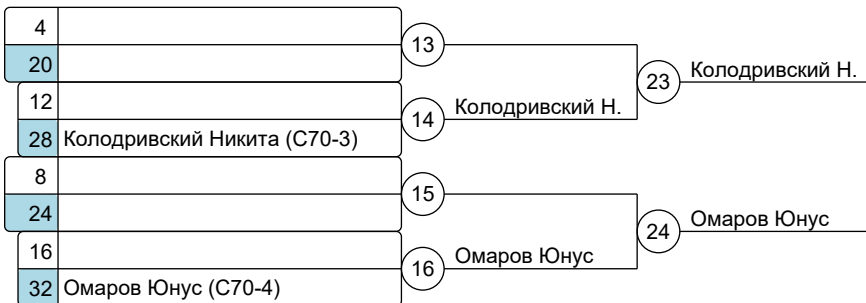 4
20
13
12
28 Колодривский Никита (С70-3)
14 Колодривский Н.
23 Колодривский Н.
8
24
15
16
32 Омаров Юнус (С70-4)
16 Омаров Юнус
24 Омаров Юнус